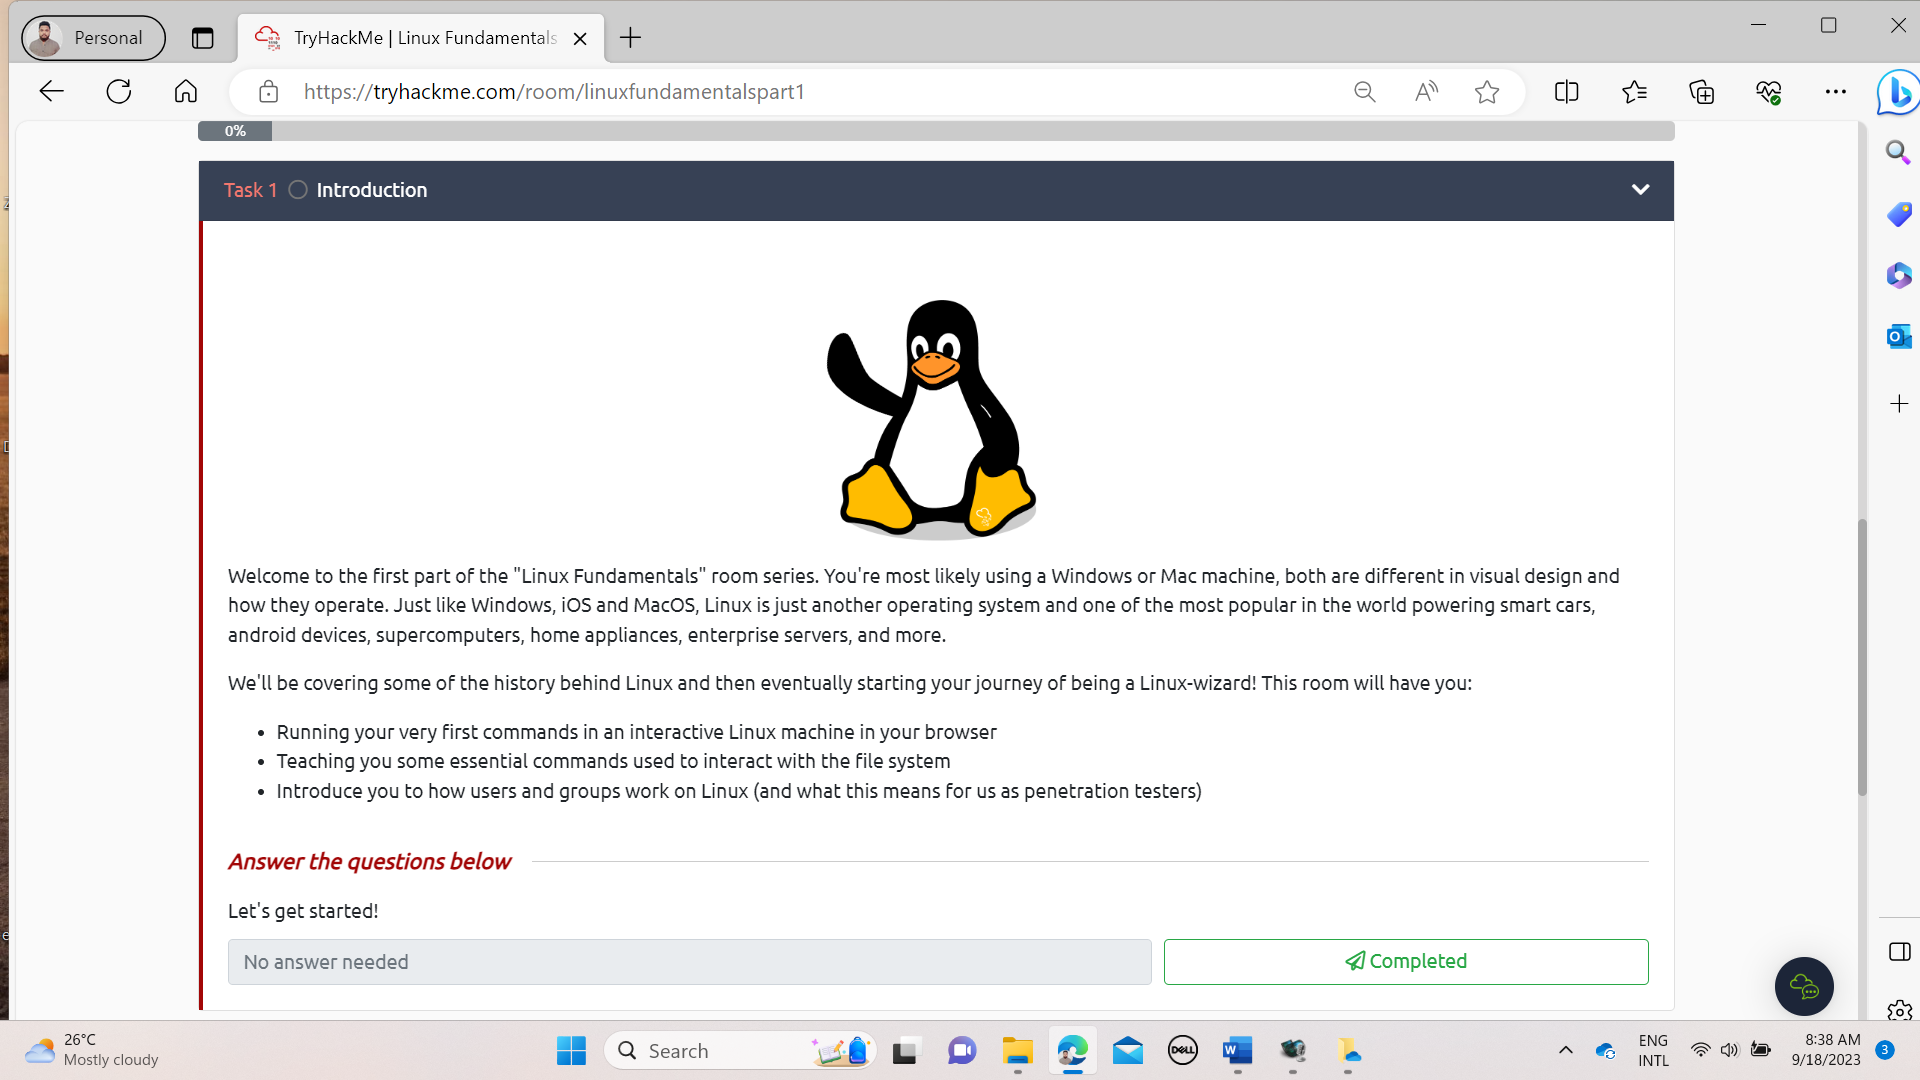 Personal
TryHackMe | Linux Fundamentals
https://tryhackme.com/room/linuxfundamentalspart1
0%
Task 1 Introduction
Welcome to the first part of the "Linux Fundamentals" room series. You're most likely using a Windows or Mac machine, both are different in visual design and
how they operate. Just like Windows, iOS and MacOS, Linux is just another operating system and one of the most popular in the world powering smart cars,
android devices, supercomputers, home appliances, enterprise servers, and more.
We'll be covering some of the history behind Linux and then eventually starting your journey of being a Linux-wizard! This room will have you:
• Running your very first commands in an interactive Linux machine in your browser
• Teaching you some essential commands used to interact with the file system
• Introduce you to how users and groups work on Linux (and what this means for us as penetration testers)
Answer the questions below
Let's get started!
No answer needed
Completed
26°C
Mostly cloudy
Search
DELL
ENG
INTL
8:38 AM
9/18/2023
3